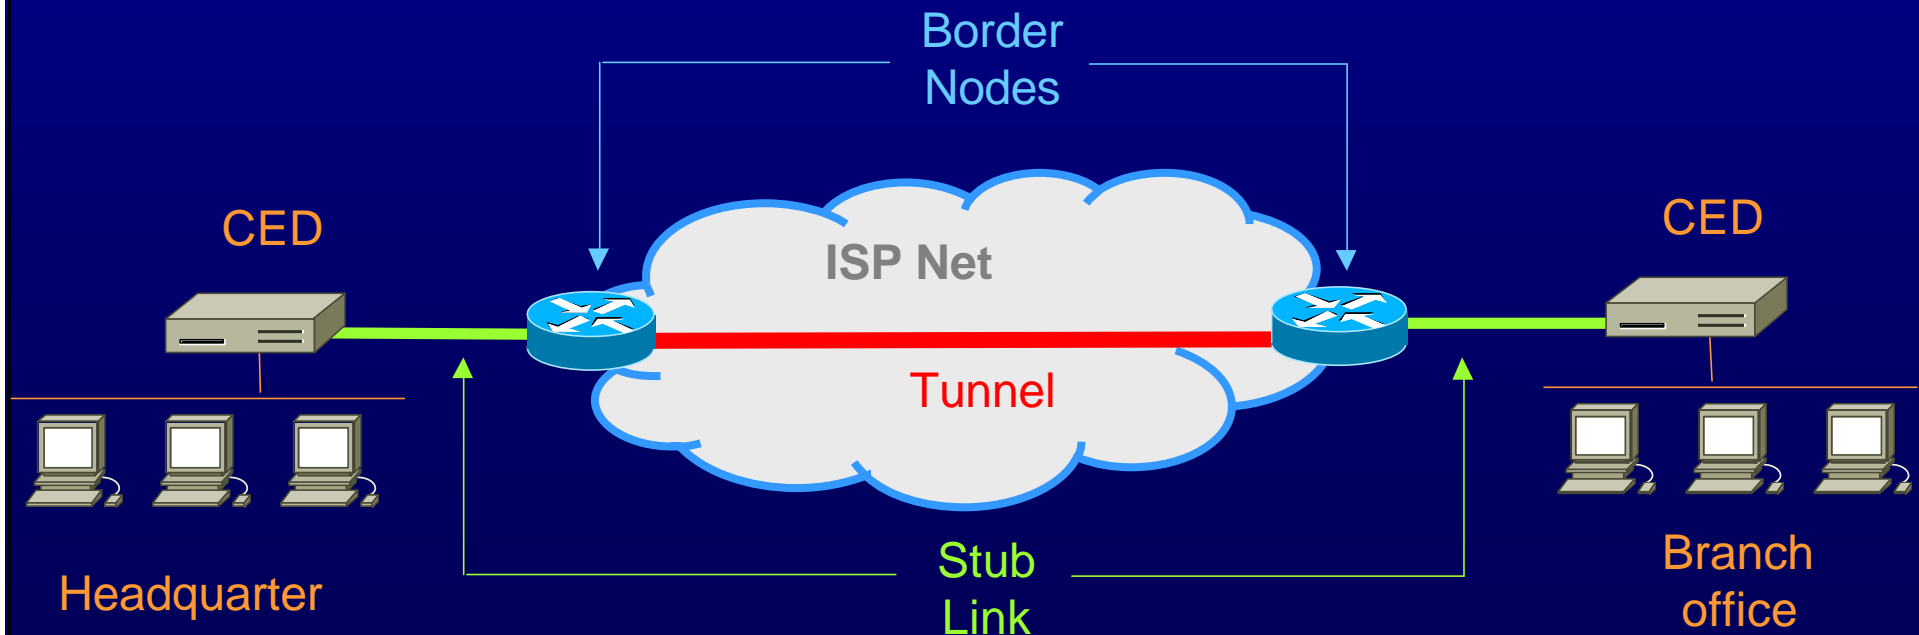 Border
Nodes
CED
CED
ISP Net
Tunnel
Stub
Link
Headquarter
Branch
office